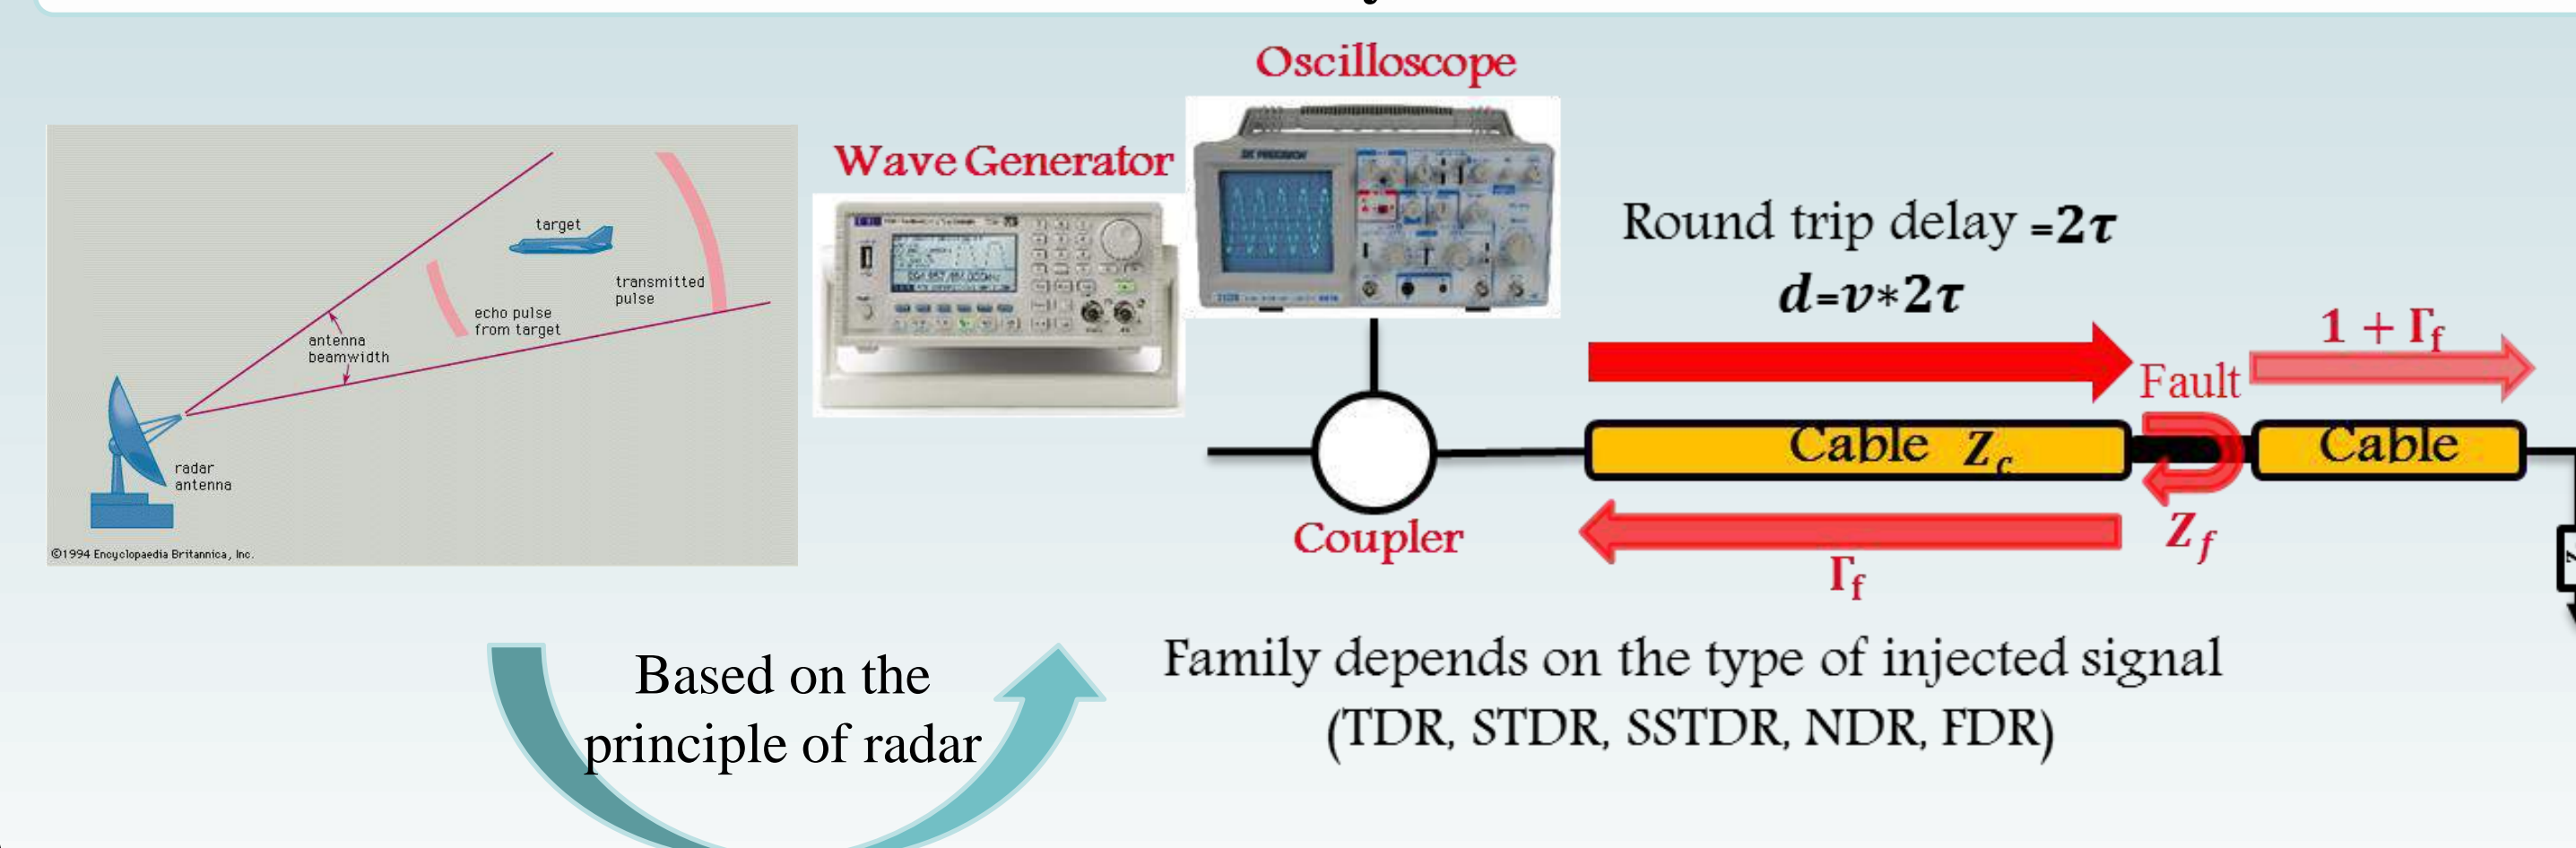 Oscilloscope
Wave Generator
target
transmitted
pulse
echo pulse
from target
antenna
beamwidth
radar
antenna
©1994 Encyclopaedia Britannica, Inc.
Round trip delay =2τ
d=v*2τ
1 + Γf
Fault
Cable Zc
Cable
Coupler
Γf
Zf
Based on the
principle of radar
Family depends on the type of injected signal
(TDR, STDR, SSTDR, NDR, FDR)